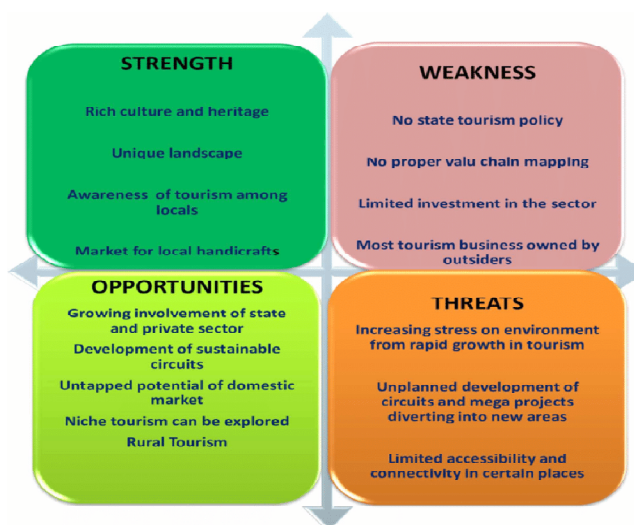 STRENGTH
Rich culture and heritage
Unique landscape
Awareness of tourism among
locals
Market for local handicrafts
WEAKNESS
No state tourism policy
No proper valu chain mapping
Limited investment in the sector
Most tourism business owned by
outsiders
OPPORTUNITIES
Growing involvement of state
and private sector
Development of sustainable
circuits
Untapped potential of domestic
market
Niche tourism can be explored
Rural Tourism
THREATS
Increasing stress on environment
from rapid growth in tourism
Unplanned development of
circuits and mega projects
diverting into new areas
Limited accessibility and
connectivity in certain places